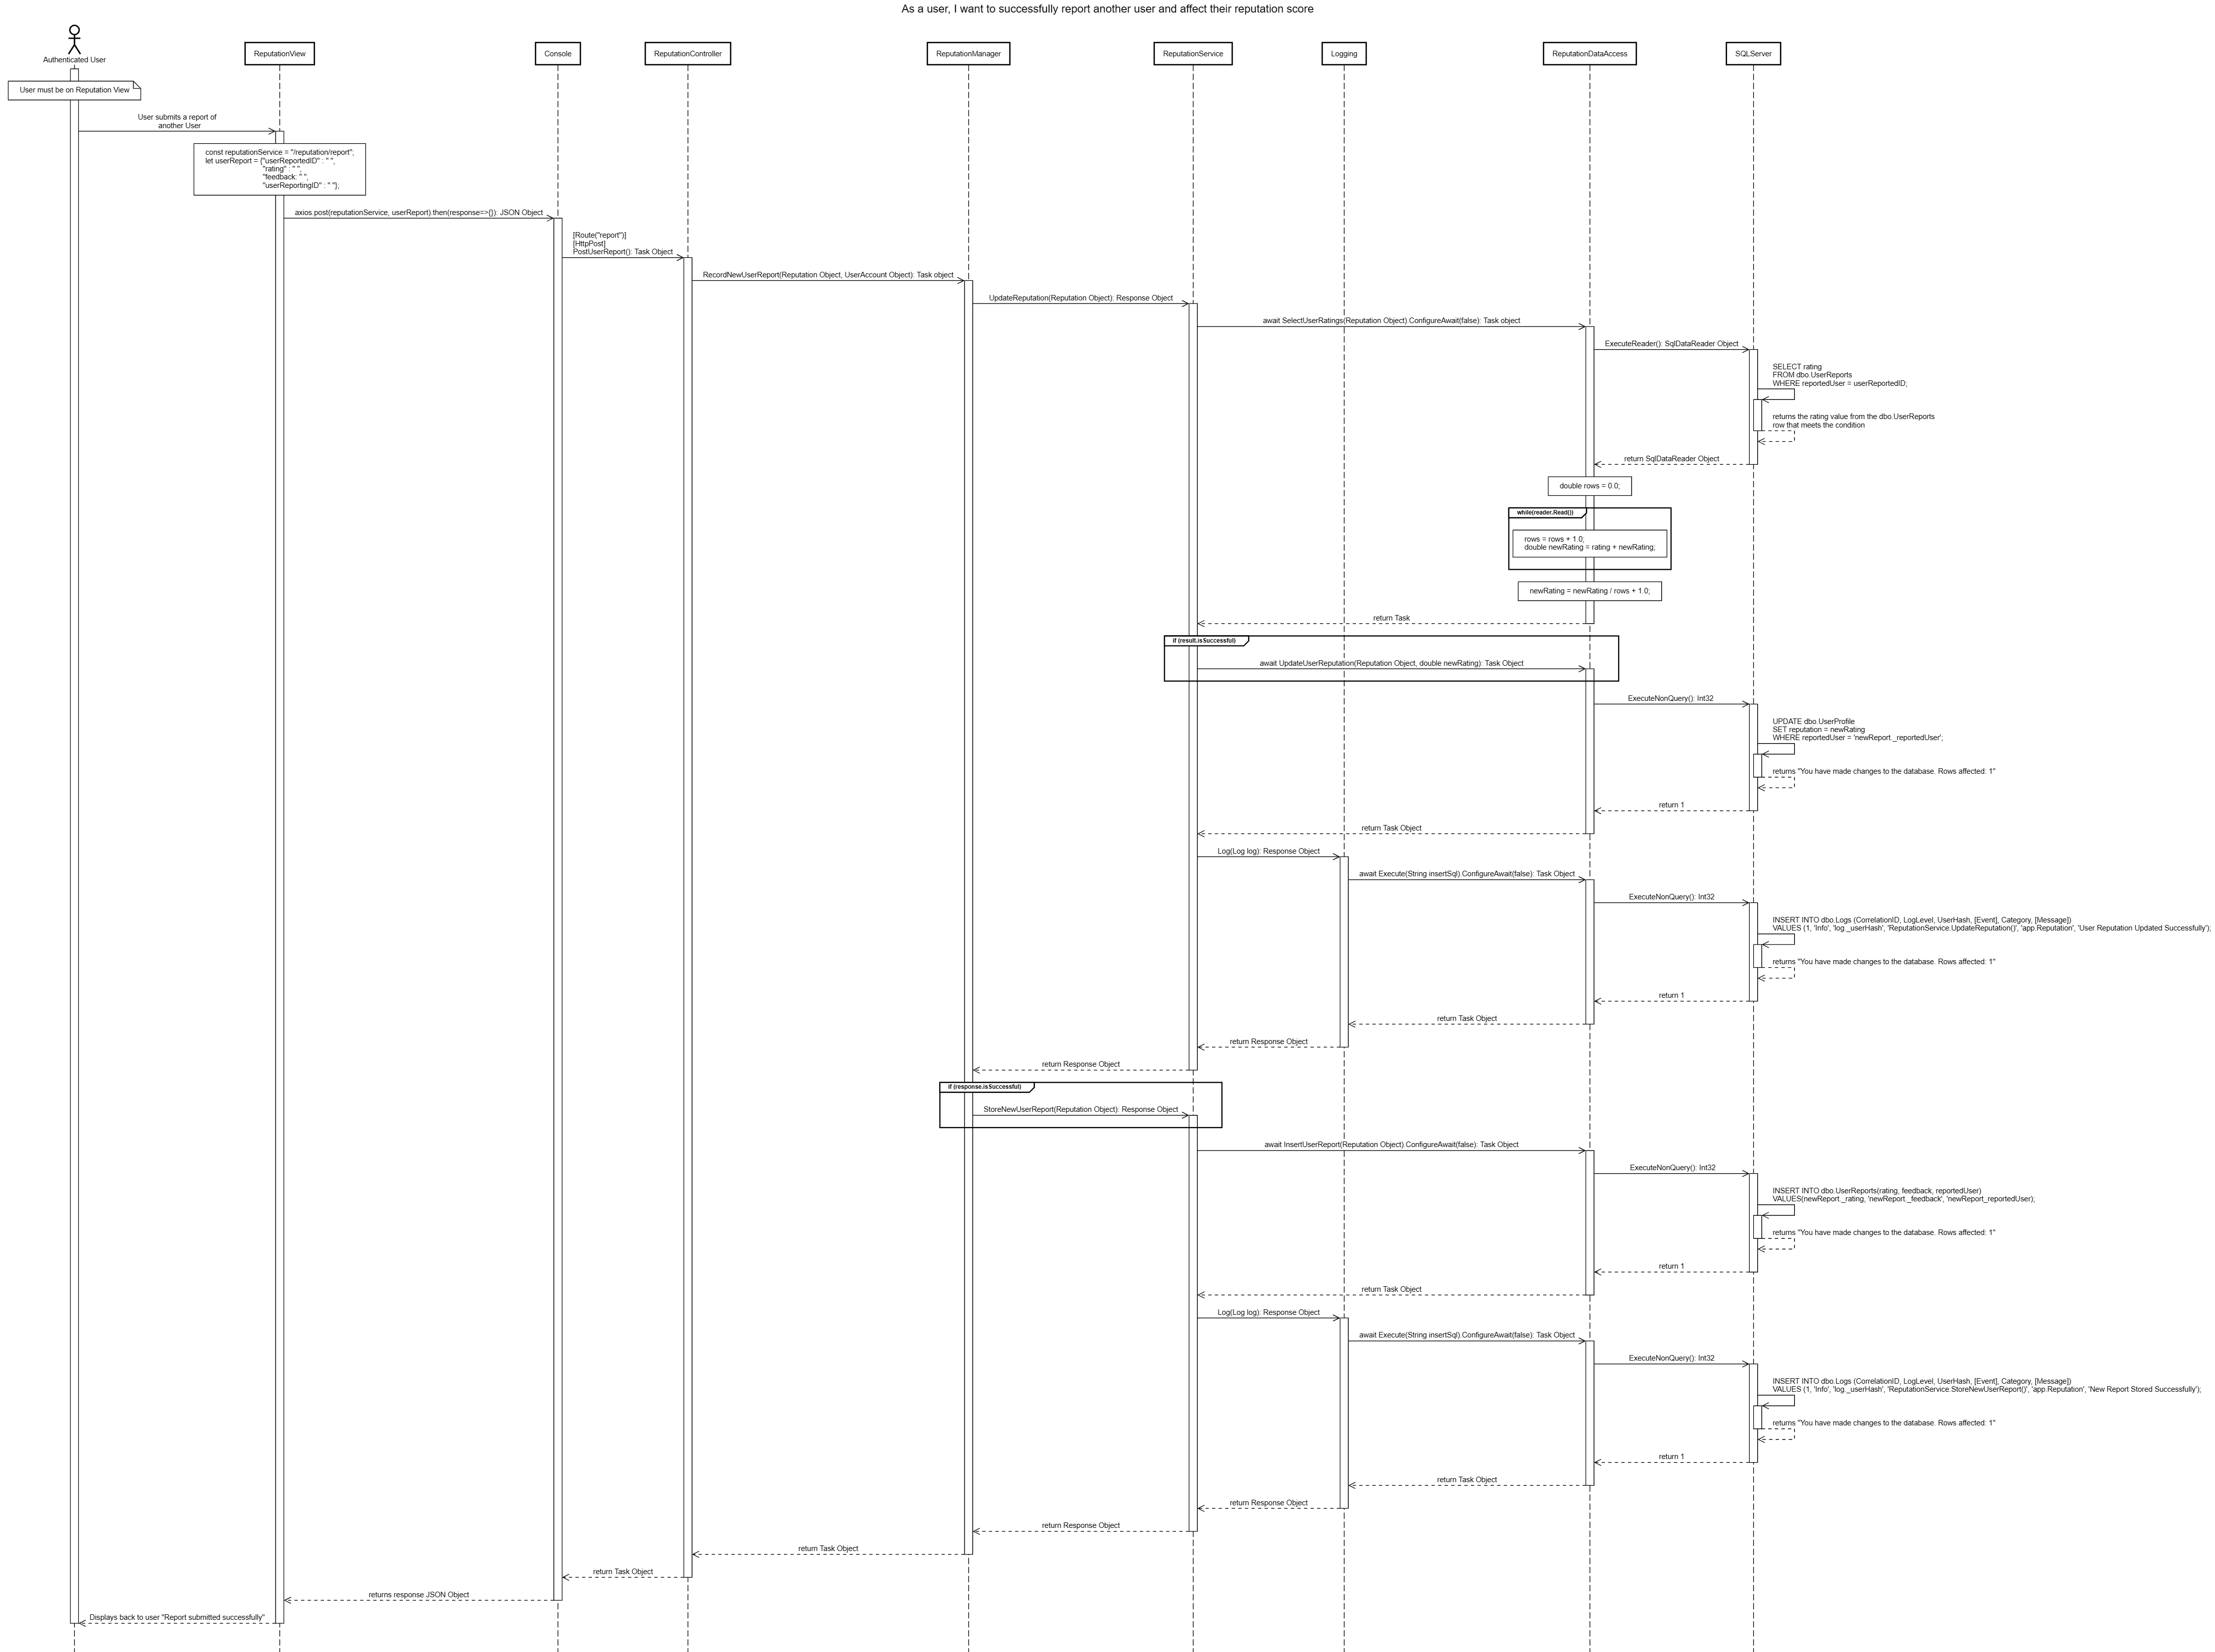 As a user, I want to successfully report another user and affect their reputation score
Authenticated User
ReputationView
Console
ReputationController
ReputationManager
ReputationService
Logging
ReputationDataAccess
SQLServer
User must be on Reputation View
User submits a report of
another User
const reputationService = "/reputation/report";
let userReport = {"userReportedID" : " ",
"rating" : " ",
"feedback: " ",
"userReportingID" : " "};
axios.post(reputationService, userReport).then(response=>{}): JSON Object
[Route("report")]
[HttpPost]
PostUserReport(): Task Object
RecordNewUserReport(Reputation Object, UserAccount Object): Task object
UpdateReputation(Reputation Object): Response Object
await SelectUserRatings(Reputation Object).ConfigureAwait(false): Task object
ExecuteReader(): SqlDataReader Object
SELECT rating
FROM dbo.UserReports
WHERE reportedUser = userReportedID;
returns the rating value from the dbo.UserReports
row that meets the condition
return SqlDataReader Object
double rows = 0.0;
while(reader.Read())
rows = rows + 1.0;
double newRating = rating + newRating;
newRating = newRating / rows + 1.0;
return Task
if (result.isSuccessful)
await UpdateUserReputation(Reputation Object, double newRating): Task Object
ExecuteNonQuery(): Int32
UPDATE dbo.UserProfile
SET reputation = newRating
WHERE reportedUser = 'newReport._reportedUser';
returns "You have made changes to the database. Rows affected: 1"
return 1
return Task Object
Log(Log log): Response Object
await Execute(String insertSql).ConfigureAwait(false): Task Object
ExecuteNonQuery(): Int32
INSERT INTO dbo.Logs (CorrelationID, LogLevel, UserHash, [Event], Category, [Message])
VALUES (1, 'Info', 'log._userHash', 'ReputationService.UpdateReputation()', 'app.Reputation', 'User Reputation Updated Successfully');
returns "You have made changes to the database. Rows affected: 1"
return 1
return Task Object
return Response Object
return Response Object
if (response.isSuccessful)
StoreNewUserReport(Reputation Object): Response Object
await InsertUserReport(Reputation Object).ConfigureAwait(false): Task Object
ExecuteNonQuery(): Int32
INSERT INTO dbo.UserReports(rating, feedback, reportedUser)
VALUES(newReport._rating, 'newReport._feedback', 'newReport_reportedUser);
returns "You have made changes to the database. Rows affected: 1"
return 1
return Task Object
Log(Log log): Response Object
await Execute(String insertSql).ConfigureAwait(false): Task Object
ExecuteNonQuery(): Int32
INSERT INTO dbo.Logs (CorrelationID, LogLevel, UserHash, [Event], Category, [Message])
VALUES (1, 'Info', 'log._userHash', 'ReputationService.StoreNewUserReport()', 'app.Reputation', 'New Report Stored Successfully');
returns "You have made changes to the database. Rows affected: 1"
return 1
return Task Object
return Response Object
return Response Object
return Task Object
return Task Object
returns response JSON Object
Displays back to user "Report submitted successfully"